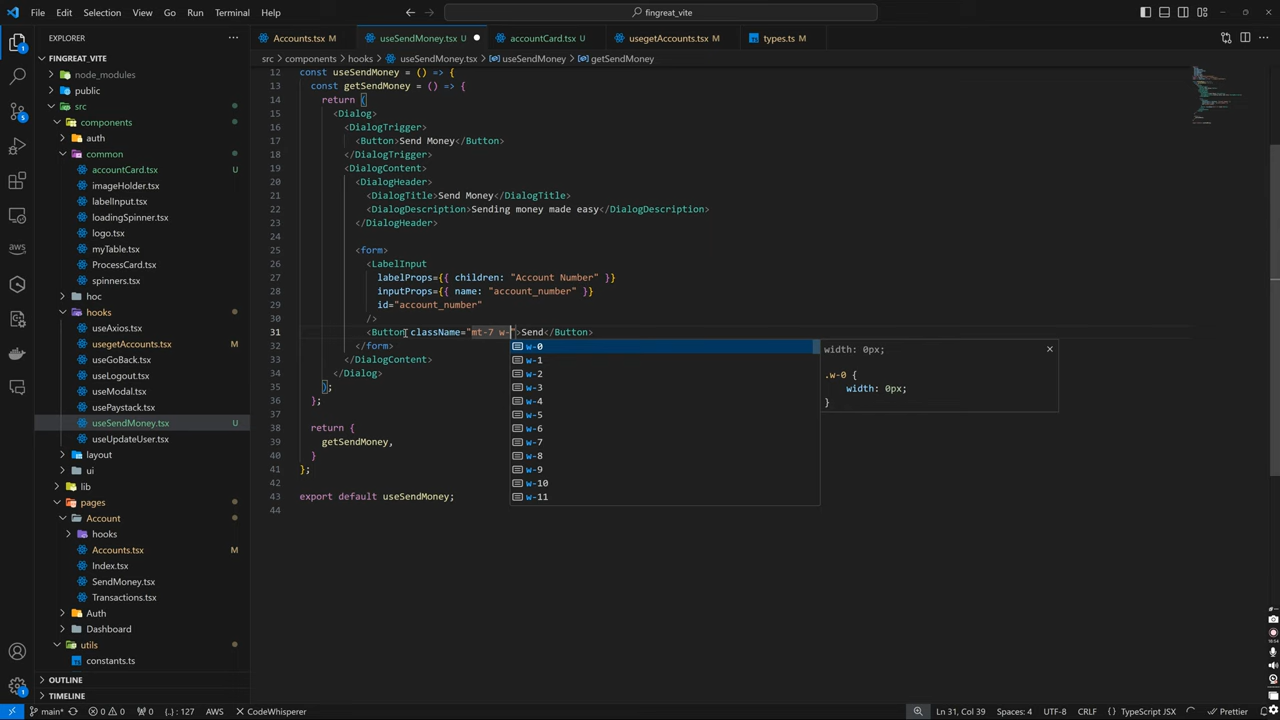 File Edit Selection View Go Run Terminal Help
fingreat_vite
EXPLORER
Accounts.tsx M
useSendMoney.tsx U
accountCard.tsx U
usegetAccounts.tsx M
types.ts M
src > components > hooks > useSendMoney.tsx > useSendMoney > getSendMoney
FINGREAT_VITE
node_modules
public
src
components
auth
common
accountCard.tsx U
imageHolder.tsx
labelInput.tsx
loadingSpinner.tsx
logo.tsx
myTable.tsx
ProcessCard.tsx
spinners.tsx
hoc
hooks
useAxios.tsx
usegetAccounts.tsx M
useGoBack.tsx
useLogout.tsx
useModal.tsx
usePaystack.tsx
useSendMoney.tsx U
useUpdateUser.tsx
layout
ui
lib
pages
Account
hooks
Accounts.tsx M
Index.tsx
SendMoney.tsx
Transactions.tsx
Auth
Dashboard
utils
constants.ts
OUTLINE
TIMELINE
12 const useSendMoney = () => {
13 const getSendMoney = () => {
14 return (
15 <Dialog>
16 <DialogTrigger>
17 <Button>Send Money</Button>
18 </DialogTrigger>
19 <DialogContent>
20 <DialogHeader>
21 <DialogTitle>Send Money</DialogTitle>
22 <DialogDescription>Sending money made easy</DialogDescription>
23 </DialogHeader>
24
25 <form>
26 <LabelInput
27 labelProps={{ children: "Account Number" }}
28 inputProps={{ name: "account_number" }}
29 id="account_number"
30 />
31 <Button className="mt-7 w-">Send</Button>
32 </form>
33 </DialogContent>
34 </Dialog>
35 );
36 };
37
38 return {
39 getSendMoney,
40 }
41 };
42
43 export default useSendMoney;
44
w-0
w-1
w-2
w-3
w-4
w-5
w-6
w-7
w-8
w-9
w-10
w-11
width: 0px;
.w-0 {
width: 0px;
}
main* 0 0 0 : 127 AWS CodeWhisperer
Ln 31, Col 39 Spaces: 4 UTF-8 CRLF {} TypeScript JSX Prettier